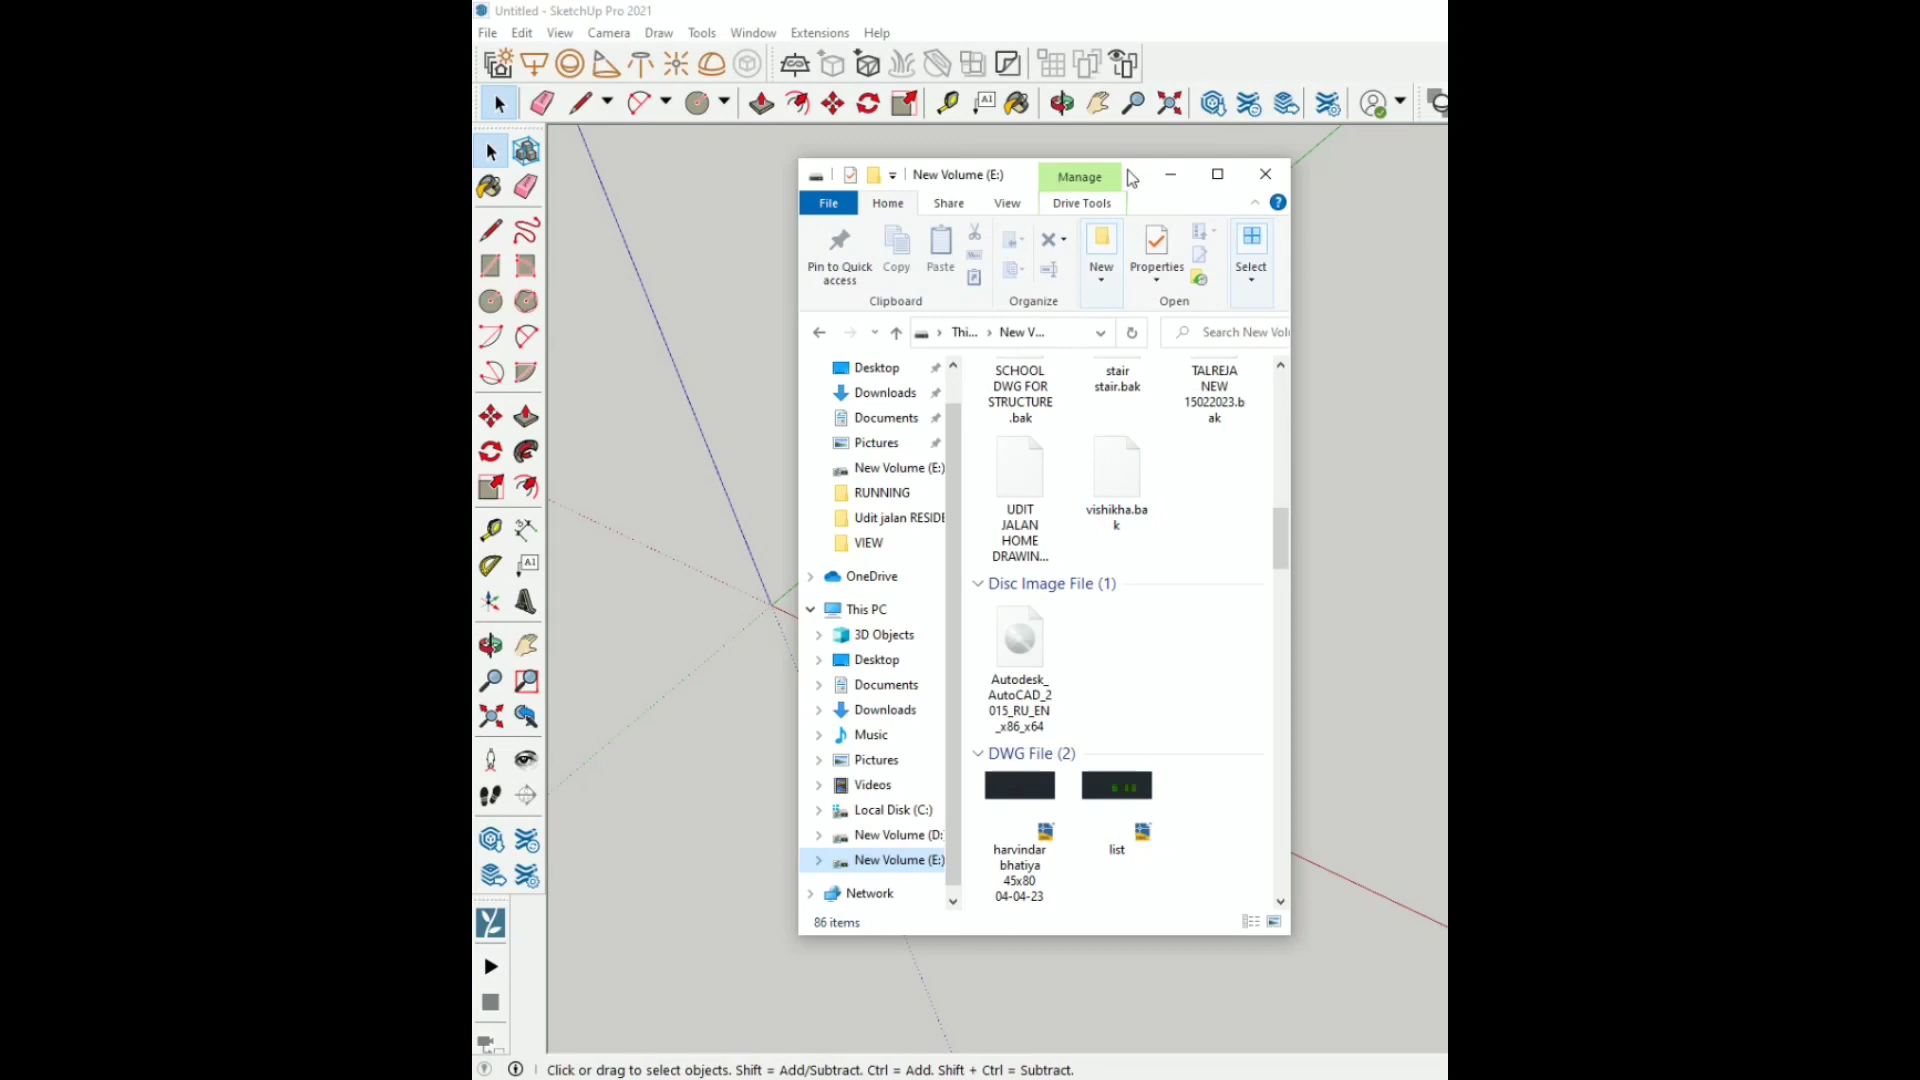 Untitled - SketchUp Pro 2021
File Edit View Camera Draw Tools Window Extensions Help
New Volume (E:)
Manage
File Home Share View Drive Tools
Pin to Quick
access
Copy
Paste
New
Properties
Select
Clipboard
Organize
Open
Thi... › New V...
Search New Vol
Desktop
Downloads
Documents
Pictures
New Volume (E:)
RUNNING
Udit jalan RESIDE
VIEW
OneDrive
This PC
3D Objects
Desktop
Documents
Downloads
Music
Pictures
Videos
Local Disk (C:)
New Volume (D:
New Volume (E:)
Network
SCHOOL
DWG FOR
STRUCTURE
.bak
stair
stair.bak
TALREJA
NEW
15022023.b
ak
UDIT
JALAN
HOME
DRAWIN...
vishikha.ba
k
Disc Image File (1)
Autodesk_
AutoCAD_2
015_RU_EN
_x86_x64
DWG File (2)
harvindar
bhatiya
45x80
04-04-23
list
86 items
A1
A1
Click or drag to select objects. Shift = Add/Subtract. Ctrl = Add. Shift + Ctrl = Subtract.